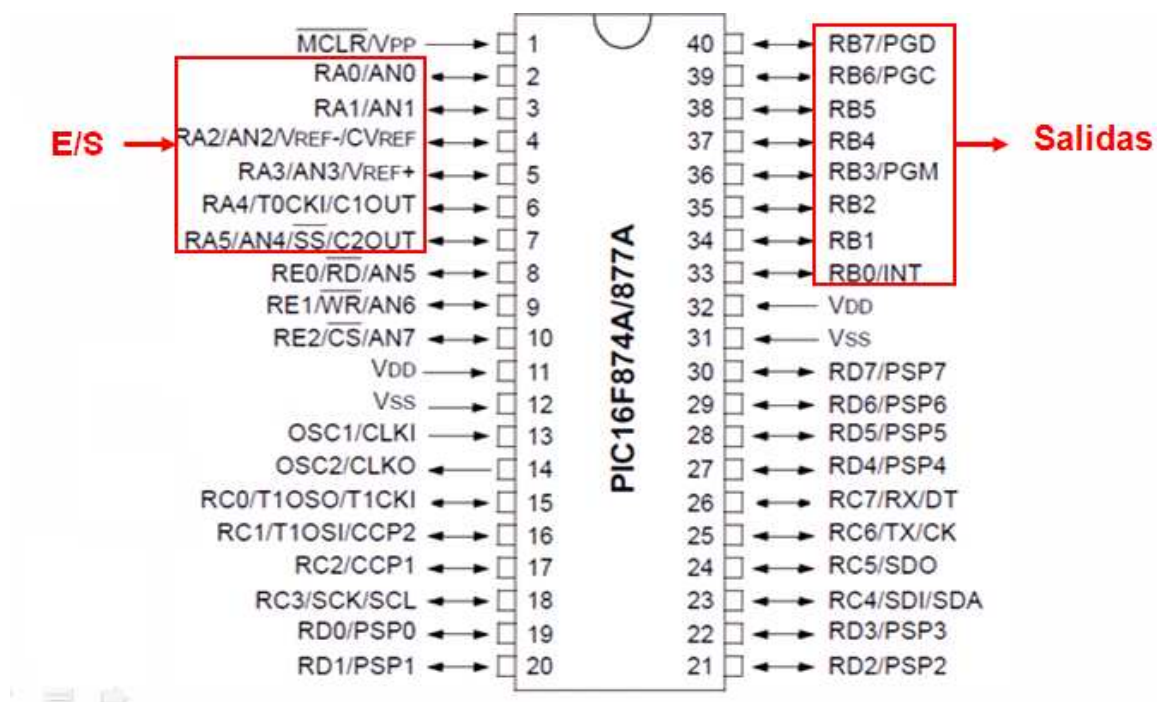 MCLR/VPP 1 40 RB7/PGD
RA0/AN0 2 39 RB6/PGC
RA1/AN1 3 38 RB5
E/S RA2/AN2/VREF-/CVREF 4 37 RB4 Salidas
RA3/AN3/VREF+ 5 36 RB3/PGM
RA4/T0CKI/C1OUT 6 35 RB2
RA5/AN4/SS/C2OUT 7 34 RB1
RE0/RD/AN5 8 33 RB0/INT
RE1/WR/AN6 9 32 VDD
RE2/CS/AN7 10 31 VSS
VDD 11 30 RD7/PSP7
VSS 12 29 RD6/PSP6
OSC1/CLKI 13 28 RD5/PSP5
OSC2/CLKO 14 27 RD4/PSP4
RC0/T1OSO/T1CKI 15 26 RC7/RX/DT
RC1/T1OSI/CCP2 16 25 RC6/TX/CK
RC2/CCP1 17 24 RC5/SDO
RC3/SCK/SCL 18 23 RC4/SDI/SDA
RD0/PSP0 19 22 RD3/PSP3
RD1/PSP1 20 21 RD2/PSP2
PIC16F874A/877A